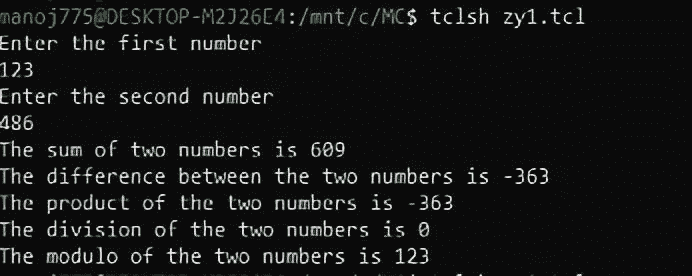 manoj775@DESKTOP-M2J26E4:/mnt/c/MC$ tclsh zy1.tcl
Enter the first number
123
Enter the second number
486
The sum of two numbers is 609
The difference between the two numbers is -363
The product of the two numbers is -363
The division of the two numbers is 0
The modulo of the two numbers is 123